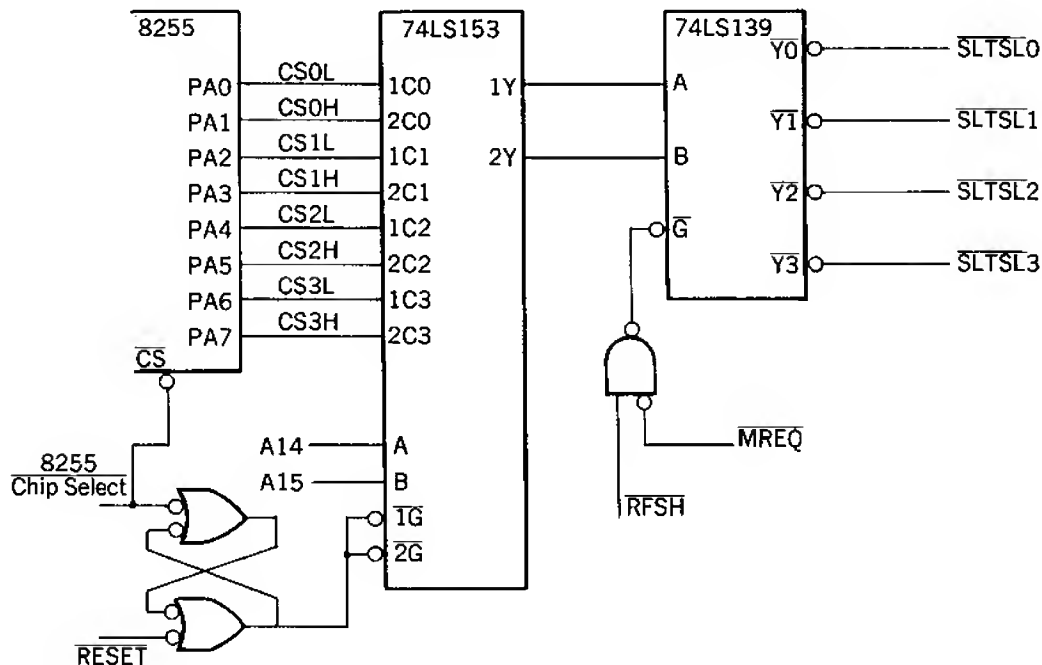 8255
PA0
PA1
PA2
PA3
PA4
PA5
PA6
PA7
CS
CS0L
CS0H
CS1L
CS1H
CS2L
CS2H
CS3L
CS3H
74LS153
1C0
2C0
1C1
2C1
1C2
2C2
1C3
2C3
1Y
2Y
A14
A
A15
B
1G
2G
74LS139
A
B
G
Y0
Y1
Y2
Y3
SLTSL0
SLTSL1
SLTSL2
SLTSL3
MREQ
RFSH
8255
Chip Select
RESET